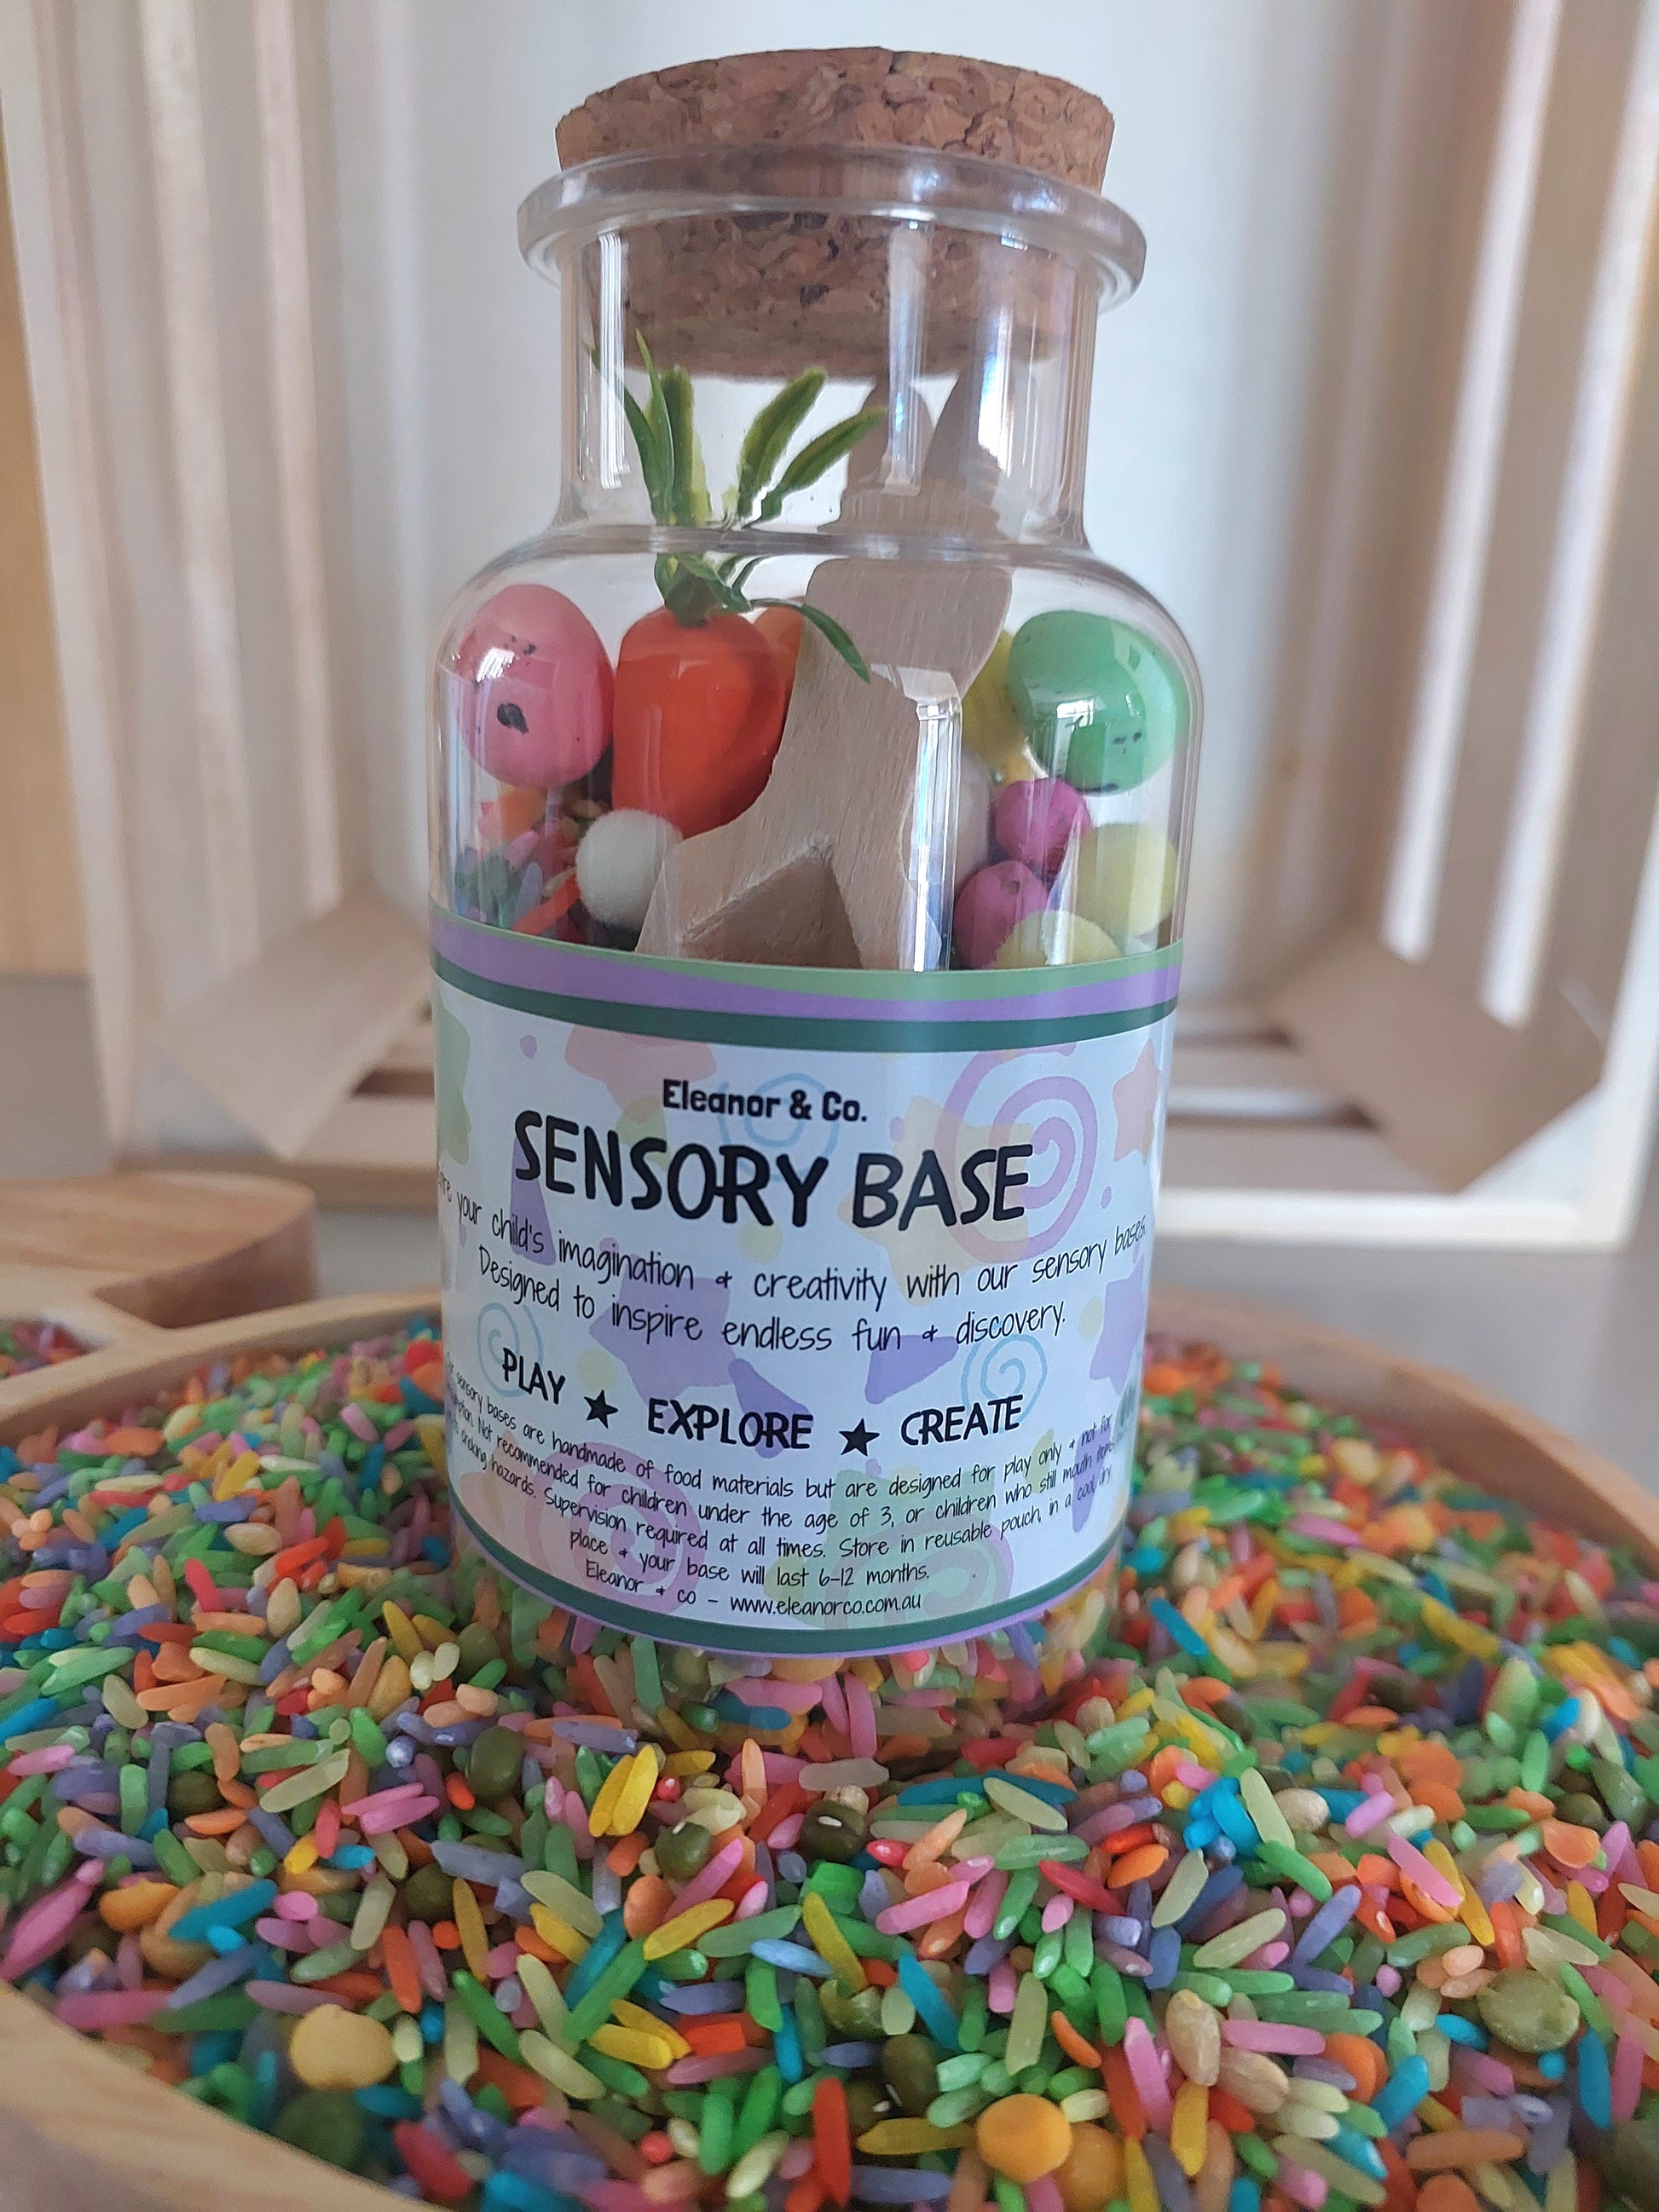 Eleanor & Co.
SENSORY BASE
your child's imagination & creativity with our sensory bases.
Designed to inspire endless fun & discovery.
PLAY ★ EXPLORE ★ CREATE
sensory bases are handmade of food materials but are designed for play only & not for
Not recommended for children under the age of 3, or children who still mouth
choking hazards. Supervision required at all times. Store in reusable pouch, in a cool, dry
place & your base will last 6-12 months.
Eleanor & co - www.eleanorco.com.au